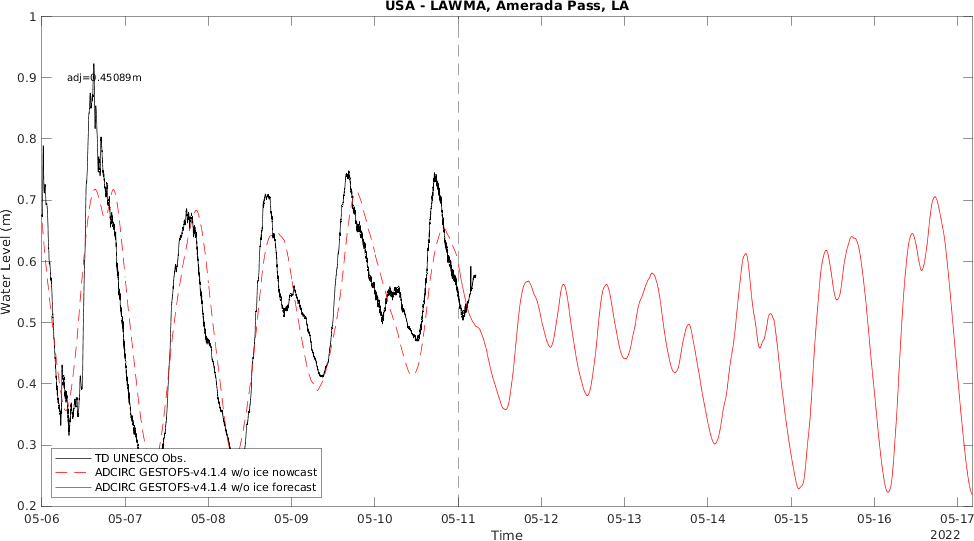 USA - LAWMA, Amerada Pass, LA
1
0.9
0.8
0.7
0.6
0.5
0.4
0.3
0.2
Water Level (m)
adj=0.45089m
TD UNESCO Obs.
ADCIRC GESTOFS-v4.1.4 w/o ice nowcast
ADCIRC GESTOFS-v4.1.4 w/o ice forecast
05-06 05-07 05-08 05-09 05-10 05-11 05-12 05-13 05-14 05-15 05-16 05-17
Time
2022